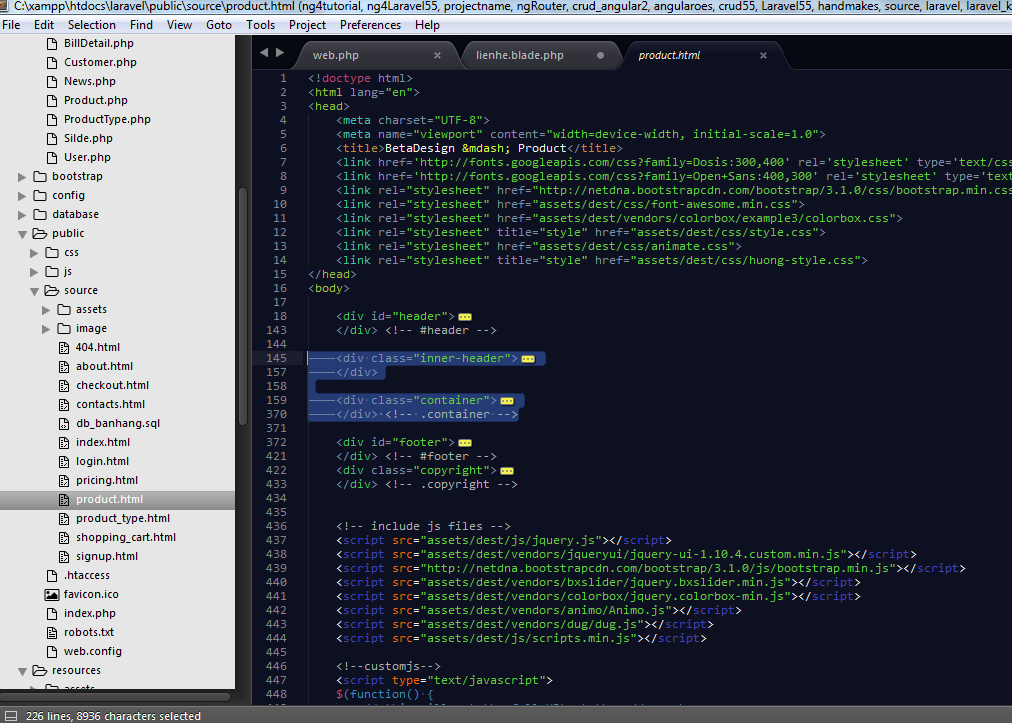 C:\xampp\htdocs\laravel\public\source\product.html (ng4tutorial, ng4Laravel55, projectname, ngRouter, crud_angular2, angularoes, crud55, Laravel55, handmakes, source, laravel, laravel_k
File Edit Selection Find View Goto Tools Project Preferences Help
BillDetail.php
Customer.php
News.php
Product.php
ProductType.php
Silde.php
User.php
bootstrap
config
database
public
css
js
source
assets
image
404.html
about.html
checkout.html
contacts.html
db_banhang.sql
index.html
login.html
pricing.html
product.html
product_type.html
shopping_cart.html
signup.html
.htaccess
favicon.ico
index.php
robots.txt
web.config
resources
assets
web.php × lienhe.blade.php product.html ×
1 <!doctype html>
2 <html lang="en">
3 <head>
4 <meta charset="UTF-8">
5 <meta name="viewport" content="width=device-width, initial-scale=1.0">
6 <title>BetaDesign &mdash; Product</title>
7 <link href='http://fonts.googleapis.com/css?family=Dosis:300,400' rel='stylesheet' type='text/css
8 <link href='http://fonts.googleapis.com/css?family=Open+Sans:400,300' rel='stylesheet' type='text
9 <link rel="stylesheet" href="http://netdna.bootstrapcdn.com/bootstrap/3.1.0/css/bootstrap.min.css
10 <link rel="stylesheet" href="assets/dest/css/font-awesome.min.css">
11 <link rel="stylesheet" href="assets/dest/vendors/colorbox/example3/colorbox.css">
12 <link rel="stylesheet" title="style" href="assets/dest/css/style.css">
13 <link rel="stylesheet" href="assets/dest/css/animate.css">
14 <link rel="stylesheet" title="style" href="assets/dest/css/huong-style.css">
15 </head>
16 <body>
17
18 <div id="header">
143 </div> <!-- #header -->
144
145 <div class="inner-header">
157 </div>
158
159 <div class="container">
370 </div> <!-- .container -->
371
372 <div id="footer">
421 </div> <!-- #footer -->
422 <div class="copyright">
433 </div> <!-- .copyright -->
434
435
436 <!-- include js files -->
437 <script src="assets/dest/js/jquery.js"></script>
438 <script src="assets/dest/vendors/jqueryui/jquery-ui-1.10.4.custom.min.js"></script>
439 <script src="http://netdna.bootstrapcdn.com/bootstrap/3.1.0/js/bootstrap.min.js"></script>
440 <script src="assets/dest/vendors/bxslider/jquery.bxslider.min.js"></script>
441 <script src="assets/dest/vendors/colorbox/jquery.colorbox-min.js"></script>
442 <script src="assets/dest/vendors/animo/Animo.js"></script>
443 <script src="assets/dest/vendors/dug/dug.js"></script>
444 <script src="assets/dest/js/scripts.min.js"></script>
445
446 <!--customjs-->
447 <script type="text/javascript">
448 $(function() {
226 lines, 8936 characters selected